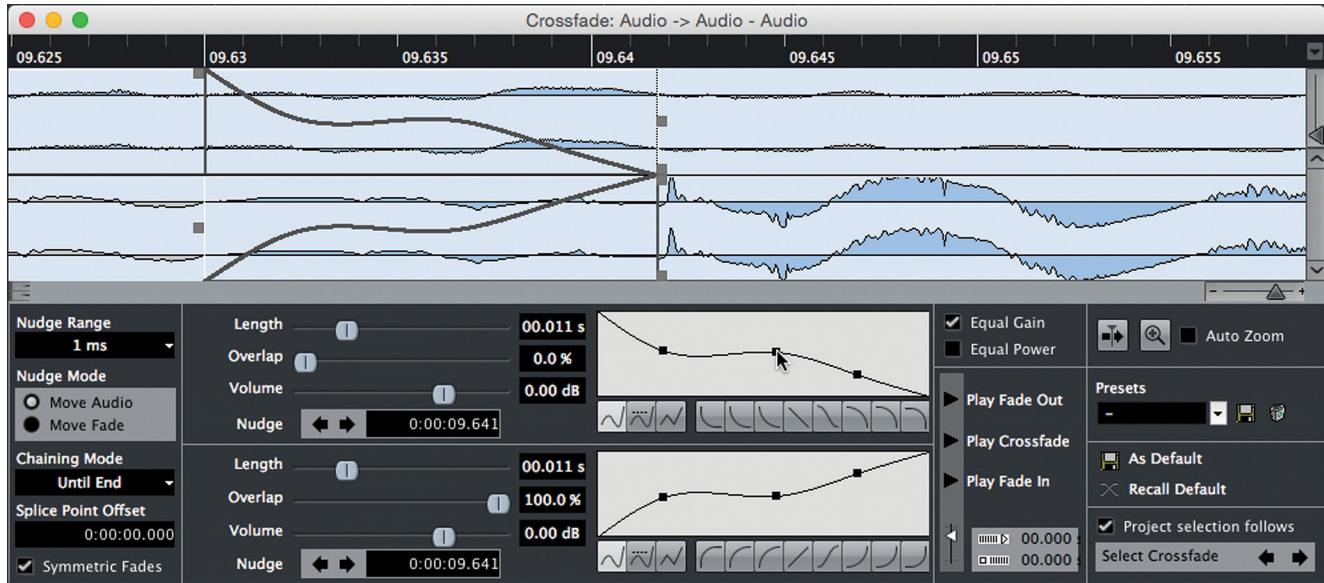 Crossfade: Audio -> Audio - Audio
09.625 09.63 09.635 09.64 09.645 09.65 09.655
- +
Nudge Range
1 ms
Nudge Mode
Move Audio
Move Fade
Chaining Mode
Until End
Splice Point Offset
0:00:00.000
Symmetric Fades
Length 00.011 s
Overlap 0.0 %
Volume 0.00 dB
Nudge 0:00:09.641
Length 00.011 s
Overlap 100.0 %
Volume 0.00 dB
Nudge 0:00:09.641
Equal Gain
Equal Power
Play Fade Out
Play Crossfade
Play Fade In
00.000 s
00.000 s
Auto Zoom
Presets
-
As Default
Recall Default
Project selection follows
Select Crossfade